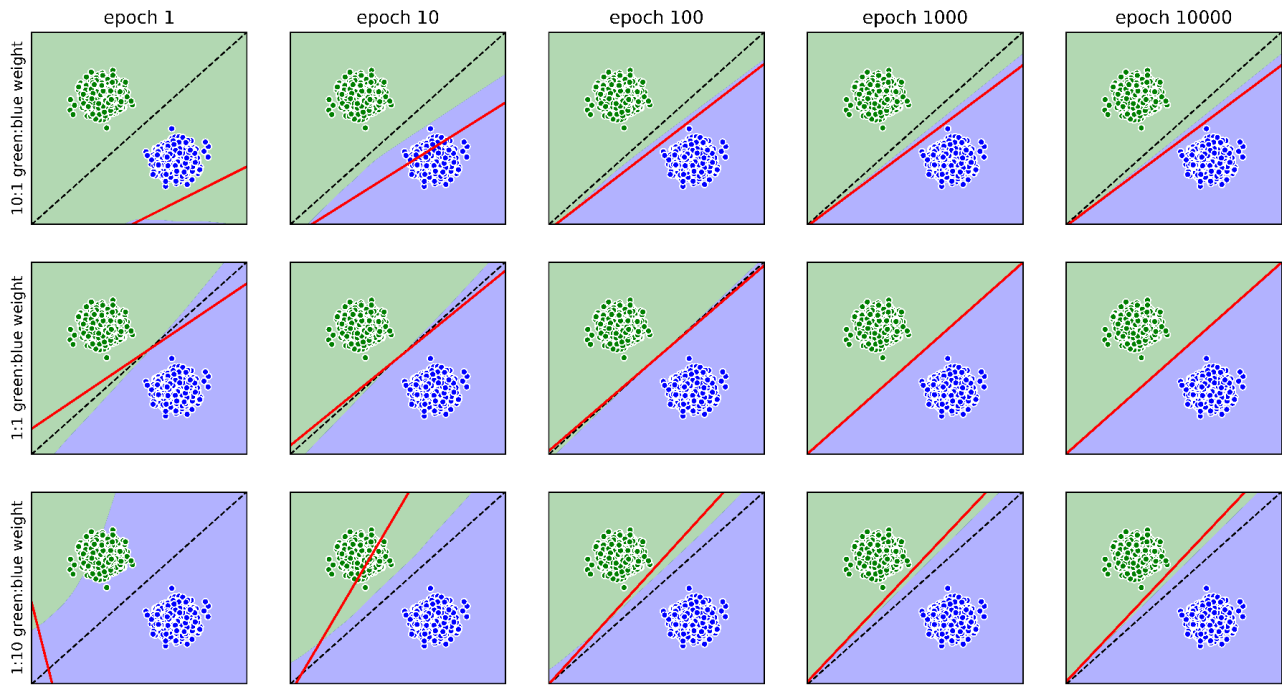 epoch 1
epoch 10
epoch 100
epoch 1000
epoch 10000
10:1 green:blue weight
1:1 green:blue weight
1:10 green:blue weight